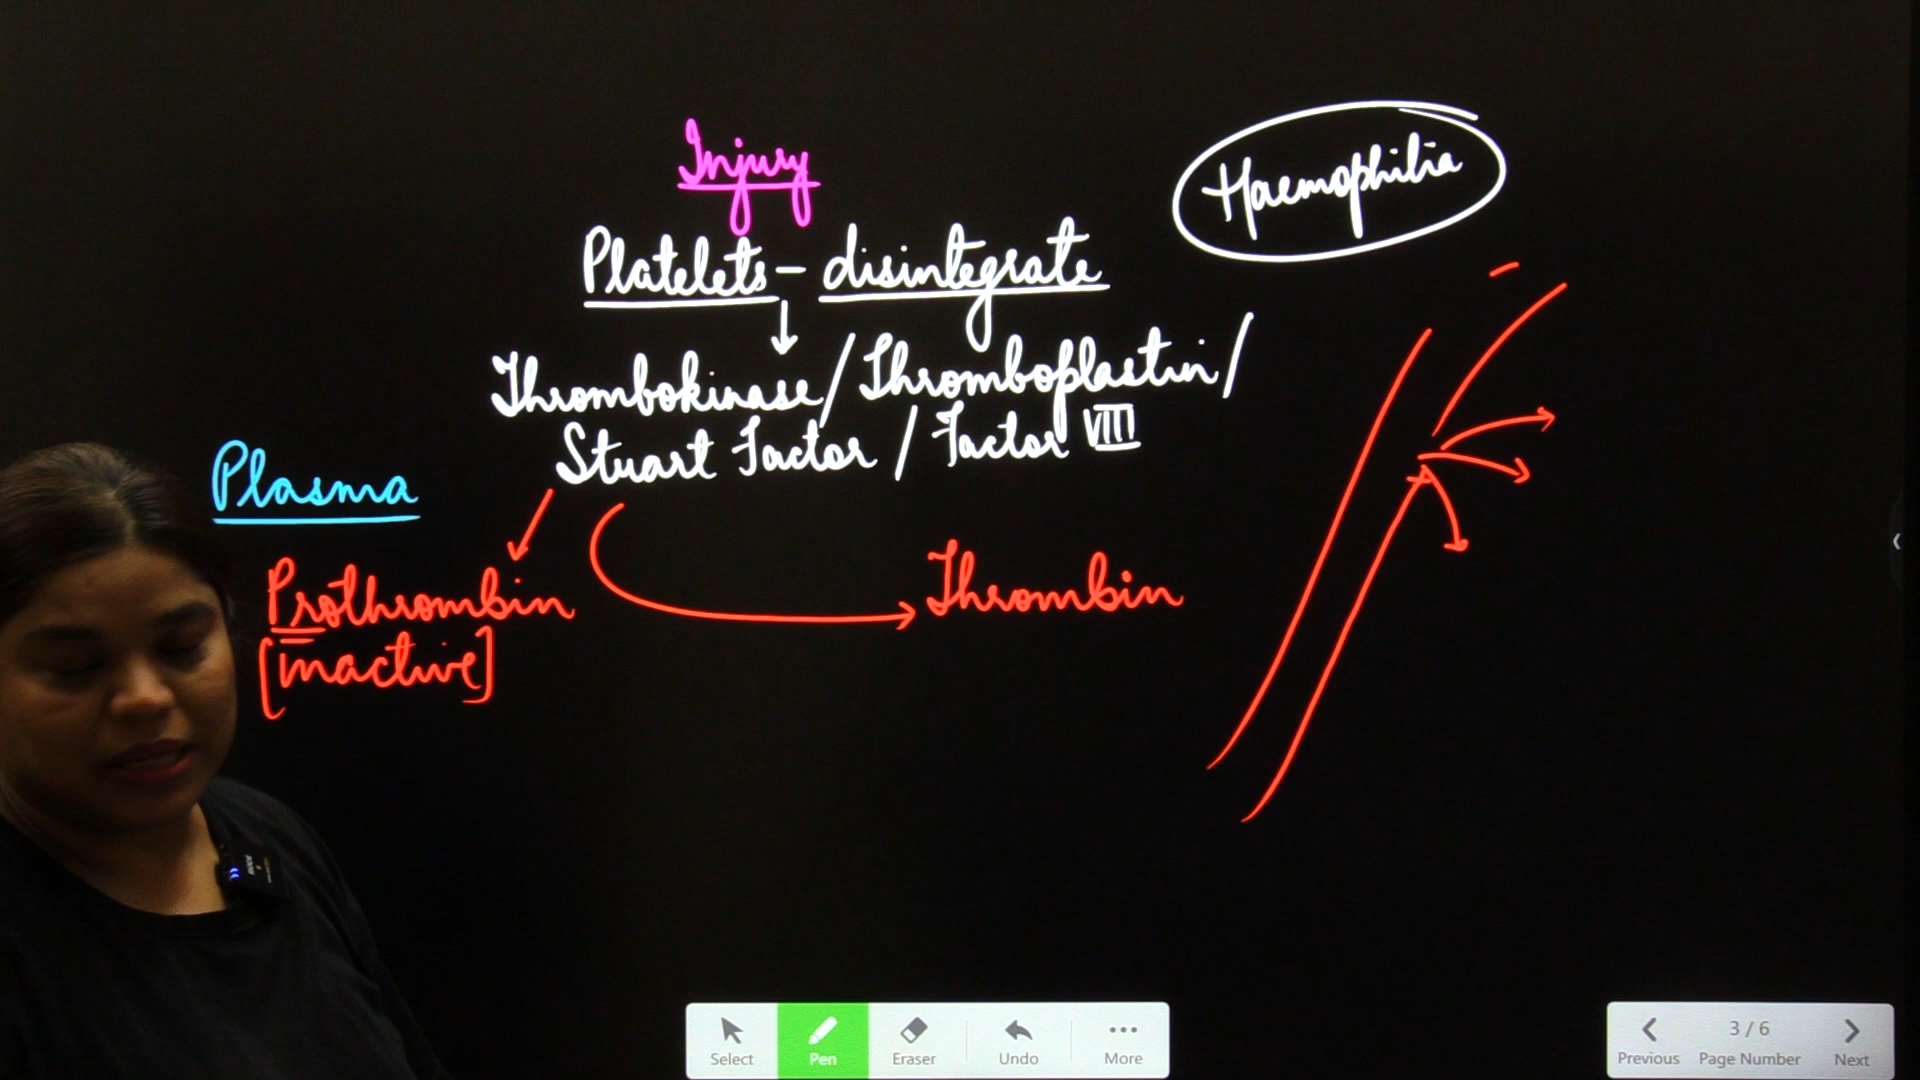 Injury
Haemophilia
Platelets - disintegrate
Thrombokinase / Thromboplastin /
Stuart Factor / Factor VIII
Plasma
Prothrombin
[inactive]
Thrombin
Select
Pen
Eraser
Undo
More
3 / 6
Previous
Page Number
Next